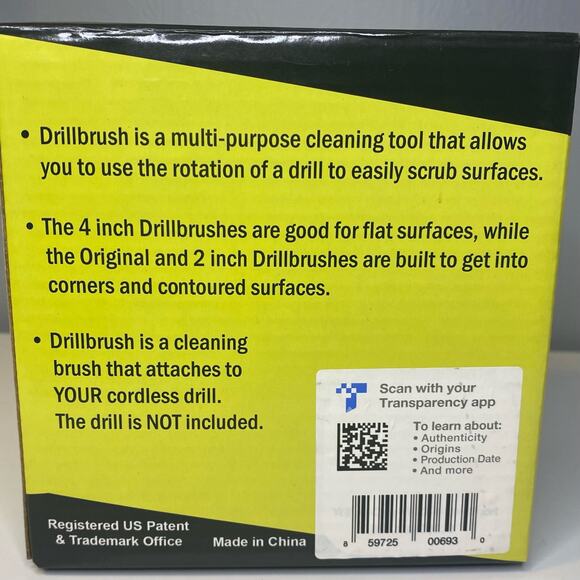 • Drillbrush is a multi-purpose cleaning tool that allows
you to use the rotation of a drill to easily scrub surfaces.
• The 4 inch Drillbrushes are good for flat surfaces, while
the Original and 2 inch Drillbrushes are built to get into
corners and contoured surfaces.
• Drillbrush is a cleaning
brush that attaches to
YOUR cordless drill.
The drill is NOT included.
Scan with your
Transparency app
To learn about:
• Authenticity
• Origins
• Production Date
• And more
8 59725 00693 0
Registered US Patent
& Trademark Office
Made in China